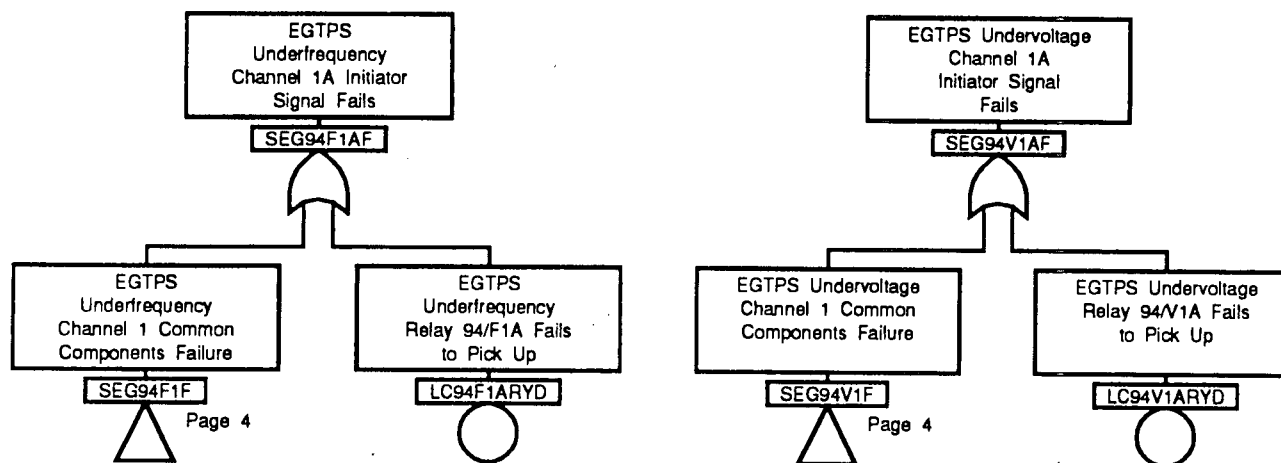 EGTPS
Underfrequency
Channel 1A Initiator
Signal Fails
SEG94F1AF
EGTPS
Underfrequency
Channel 1 Common
Components Failure
SEG94F1F
Page 4
EGTPS
Underfrequency
Relay 94/F1A Fails
to Pick Up
LC94F1ARYD
EGTPS Undervoltage
Channel 1A
Initiator Signal
Fails
SEG94V1AF
EGTPS Undervoltage
Channel 1 Common
Components Failure
SEG94V1F
Page 4
EGTPS Undervoltage
Relay 94/V1A Fails
to Pick Up
LC94V1ARYD